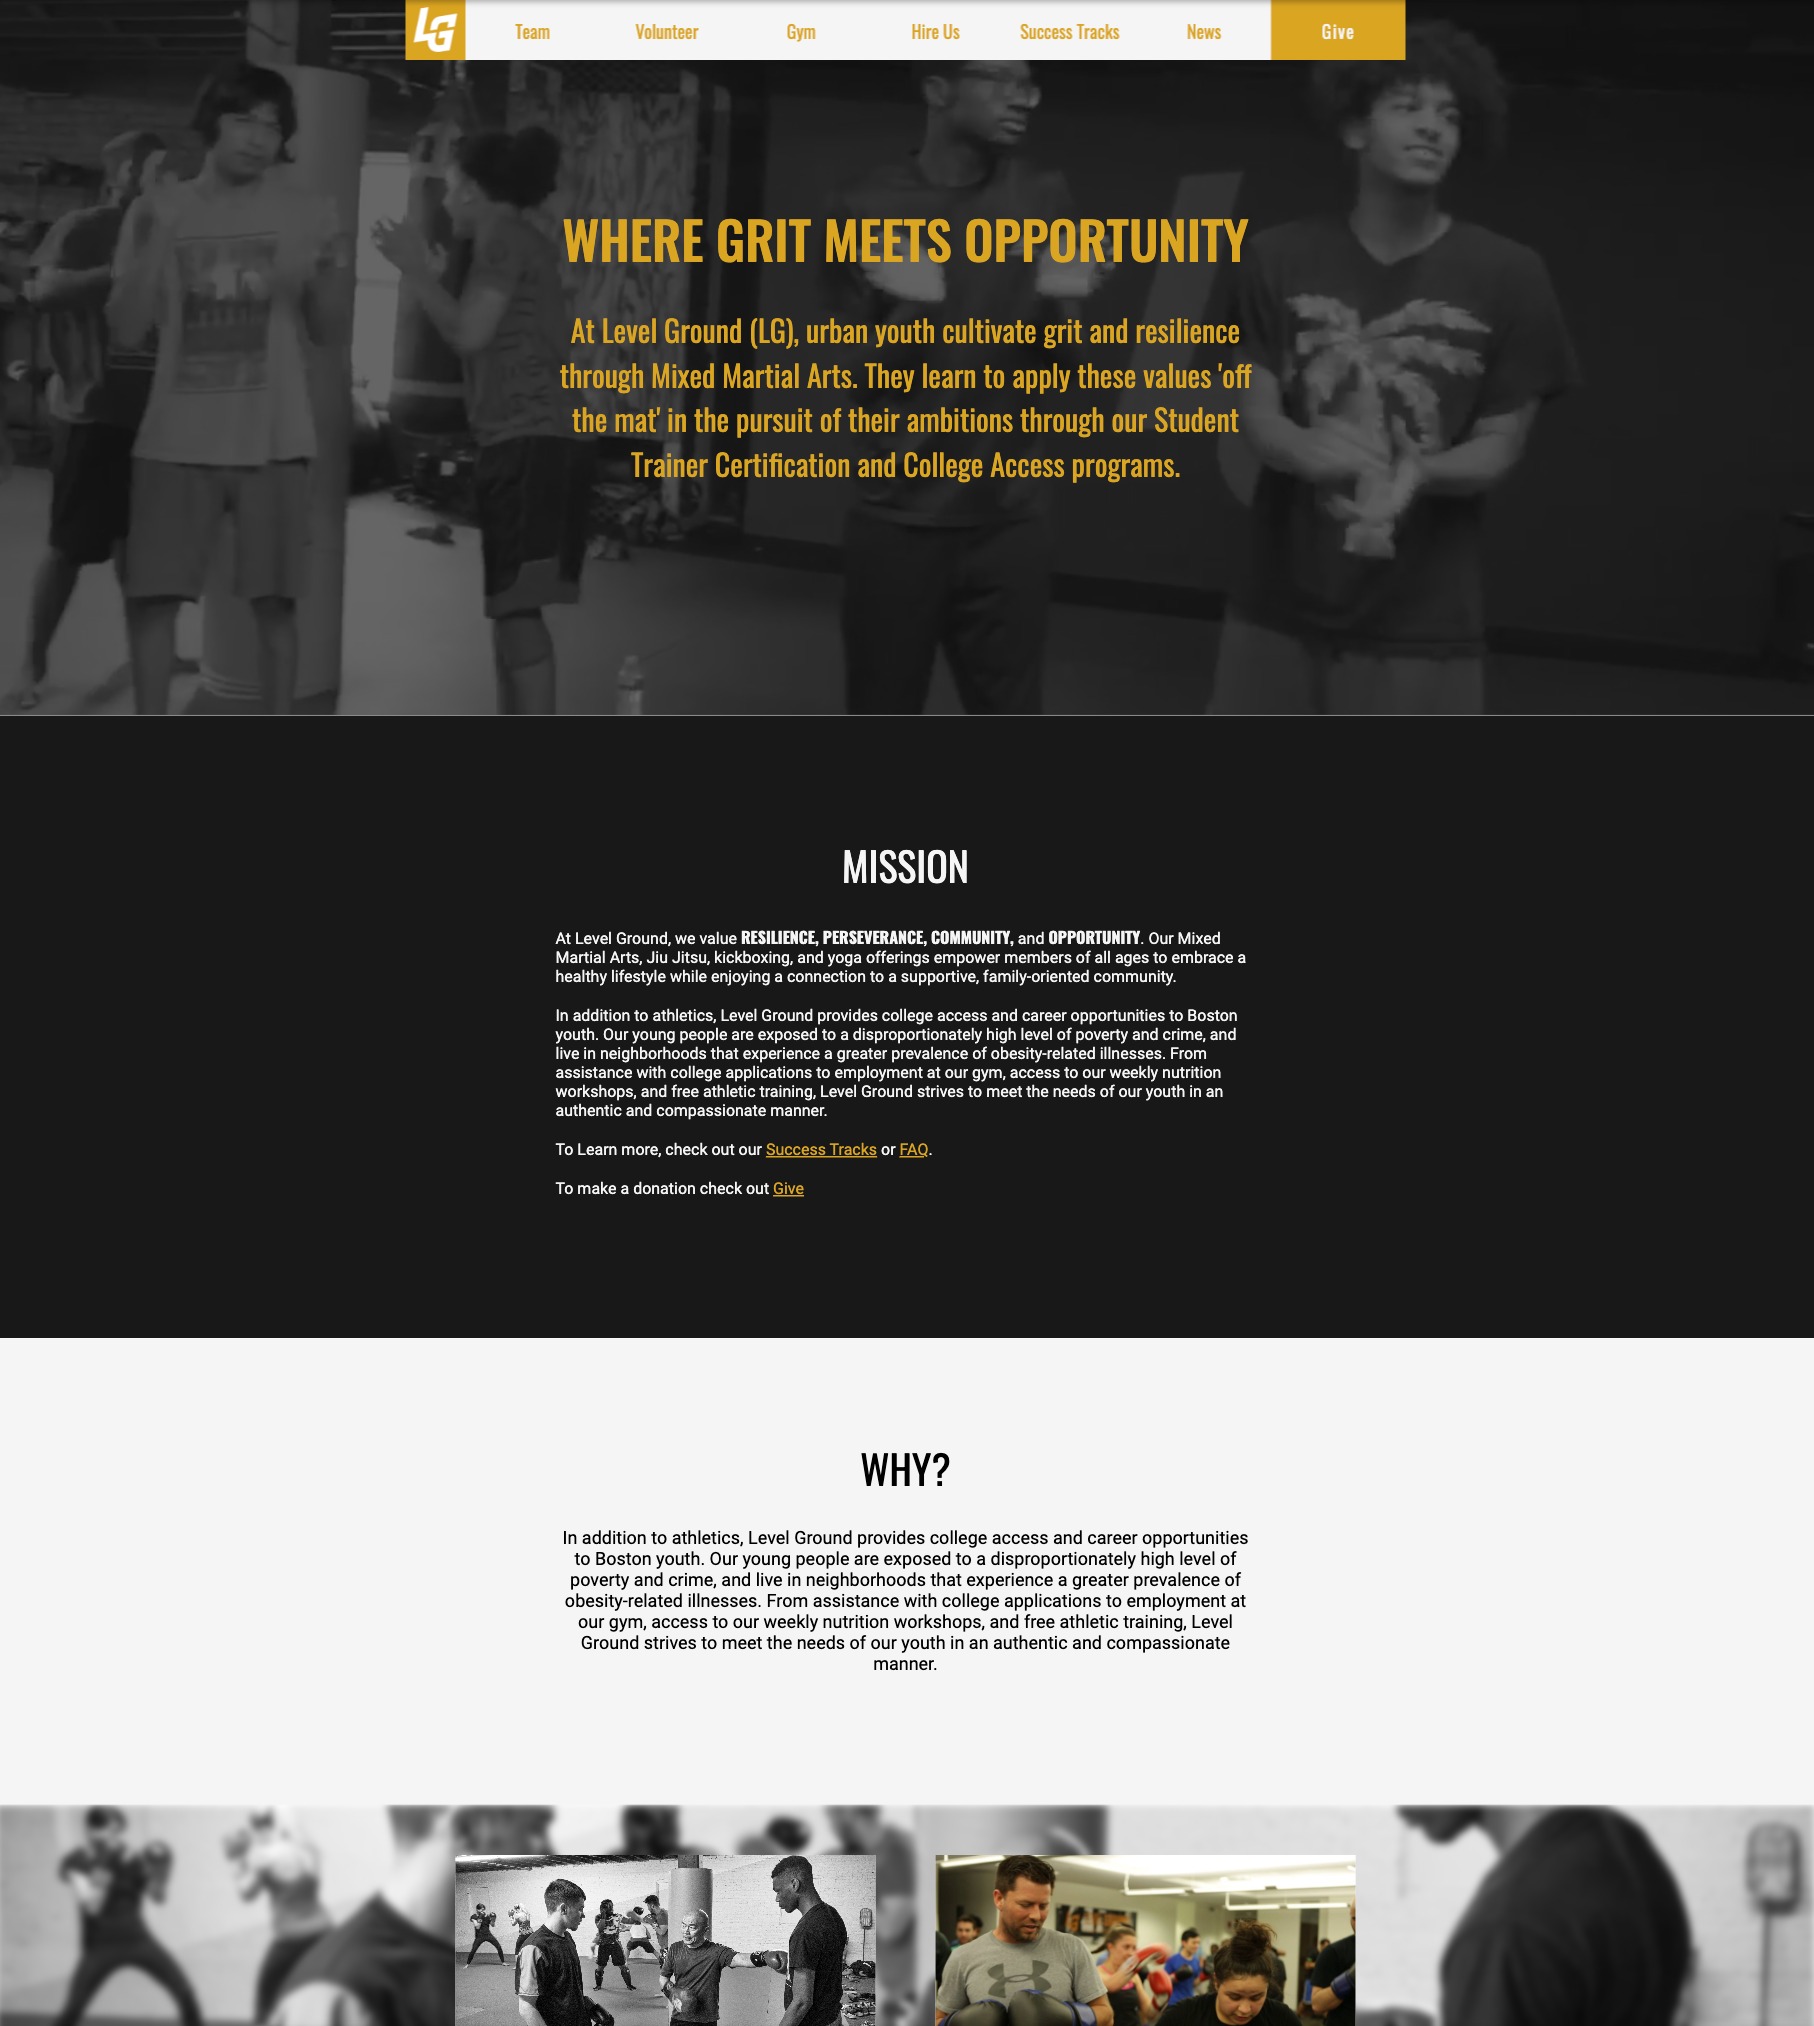 LG
Team
Volunteer
Gym
Hire Us
Success Tracks
News
Give
WHERE GRIT MEETS OPPORTUNITY
At Level Ground (LG), urban youth cultivate grit and resilience
through Mixed Martial Arts. They learn to apply these values 'off
the mat' in the pursuit of their ambitions through our Student
Trainer Certification and College Access programs.
MISSION
At Level Ground, we value RESILIENCE, PERSEVERANCE, COMMUNITY, and OPPORTUNITY. Our Mixed
Martial Arts, Jiu Jitsu, kickboxing, and yoga offerings empower members of all ages to embrace a
healthy lifestyle while enjoying a connection to a supportive, family-oriented community.
In addition to athletics, Level Ground provides college access and career opportunities to Boston
youth. Our young people are exposed to a disproportionately high level of poverty and crime, and
live in neighborhoods that experience a greater prevalence of obesity-related illnesses. From
assistance with college applications to employment at our gym, access to our weekly nutrition
workshops, and free athletic training, Level Ground strives to meet the needs of our youth in an
authentic and compassionate manner.
To Learn more, check out our Success Tracks or FAQ.
To make a donation check out Give
WHY?
In addition to athletics, Level Ground provides college access and career opportunities
to Boston youth. Our young people are exposed to a disproportionately high level of
poverty and crime, and live in neighborhoods that experience a greater prevalence of
obesity-related illnesses. From assistance with college applications to employment at
our gym, access to our weekly nutrition workshops, and free athletic training, Level
Ground strives to meet the needs of our youth in an authentic and compassionate
manner.